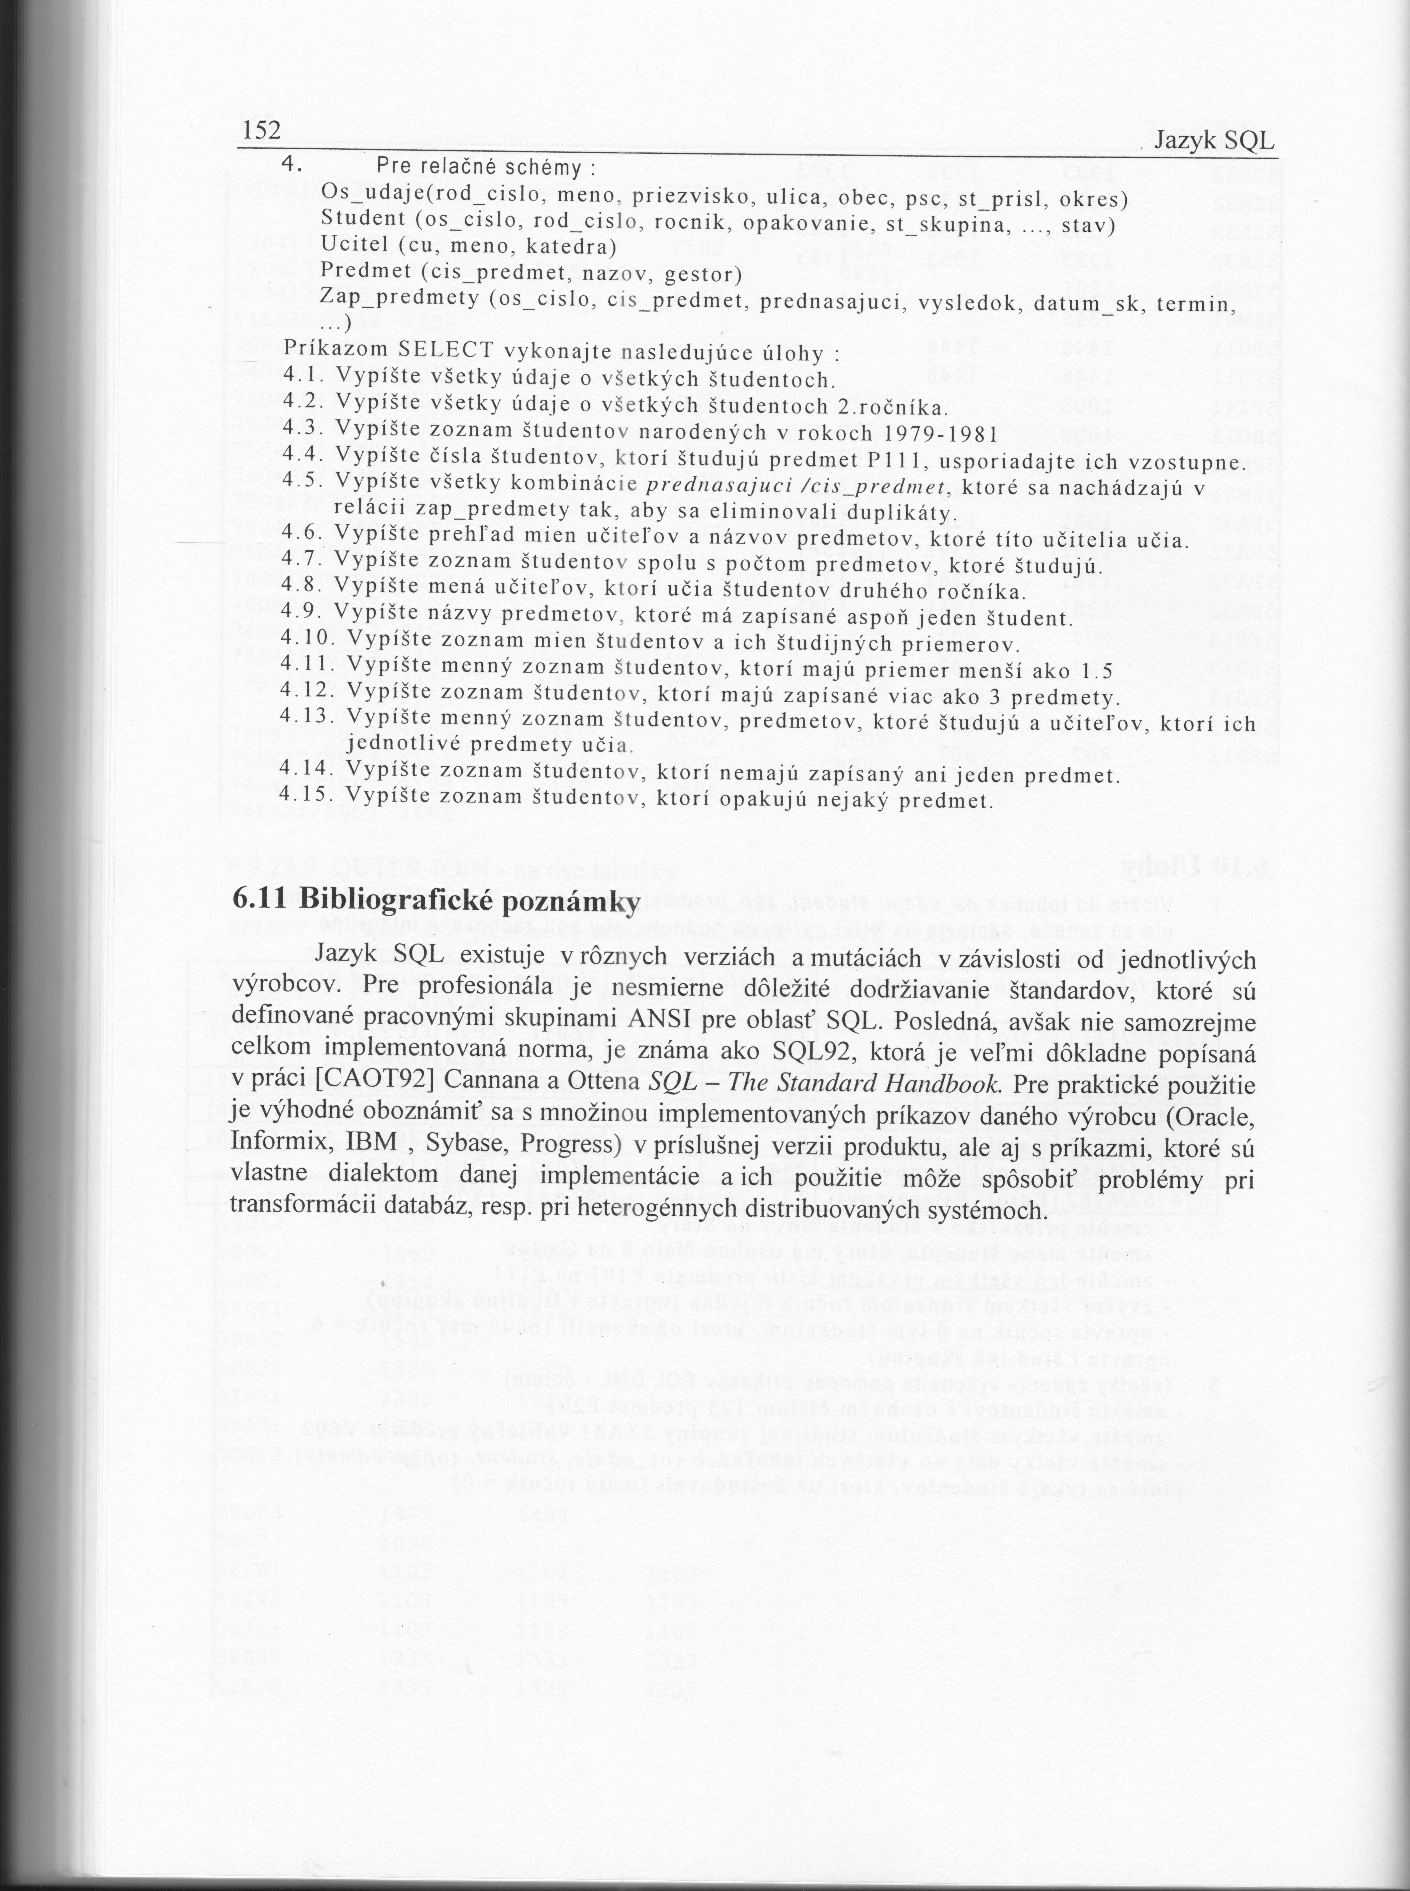 152
Jazyk SQL
4. Pre relačné schémy :
Os_udaje(rod_cislo, meno, priezvisko, ulica, obec, psc, st_prisl, okres)
Student (os_cislo, rod_cislo, rocnik, opakovanie, st_skupina, ..., stav)
Ucitel (cu, meno, katedra)
Predmet (cis_predmet, nazov, gestor)
Zap_predmety (os_cislo, cis_predmet, prednasajuci, vysledok, datum_sk, termin,
...)
Príkazom SELECT vykonajte nasledujúce úlohy :
4.1. Vypíšte všetky údaje o všetkých študentoch.
4.2. Vypíšte všetky údaje o všetkých študentoch 2.ročníka.
4.3. Vypíšte zoznam študentov narodených v rokoch 1979-1981
4.4. Vypíšte čísla študentov, ktorí študujú predmet P111, usporiadajte ich vzostupne.
4.5. Vypíšte všetky kombinácie prednasajuci /cis_predmet, ktoré sa nachádzajú v
relácii zap_predmety tak, aby sa eliminovali duplikáty.
4.6. Vypíšte prehľad mien učiteľov a názvov predmetov, ktoré títo učitelia učia.
4.7. Vypíšte zoznam študentov spolu s počtom predmetov, ktoré študujú.
4.8. Vypíšte mená učiteľov, ktorí učia študentov druhého ročníka.
4.9. Vypíšte názvy predmetov, ktoré má zapísané aspoň jeden študent.
4.10. Vypíšte zoznam mien študentov a ich študijných priemerov.
4.11. Vypíšte menný zoznam študentov, ktorí majú priemer menší ako 1.5
4.12. Vypíšte zoznam študentov, ktorí majú zapísané viac ako 3 predmety.
4.13. Vypíšte menný zoznam študentov, predmetov, ktoré študujú a učiteľov, ktorí ich
jednotlivé predmety učia.
4.14. Vypíšte zoznam študentov, ktorí nemajú zapísaný ani jeden predmet.
4.15. Vypíšte zoznam študentov, ktorí opakujú nejaký predmet.
6.11 Bibliografické poznámky
Jazyk SQL existuje v rôznych verziách a mutáciách v závislosti od jednotlivých
výrobcov. Pre profesionála je nesmierne dôležité dodržiavanie štandardov, ktoré sú
definované pracovnými skupinami ANSI pre oblasť SQL. Posledná, avšak nie samozrejme
celkom implementovaná norma, je známa ako SQL92, ktorá je veľmi dôkladne popísaná
v práci [CAOT92] Cannana a Ottena SQL – The Standard Handbook. Pre praktické použitie
je výhodné oboznámiť sa s množinou implementovaných príkazov daného výrobcu (Oracle,
Informix, IBM , Sybase, Progress) v príslušnej verzii produktu, ale aj s príkazmi, ktoré sú
vlastne dialektom danej implementácie a ich použitie môže spôsobiť problémy pri
transformácii databáz, resp. pri heterogénnych distribuovaných systémoch.